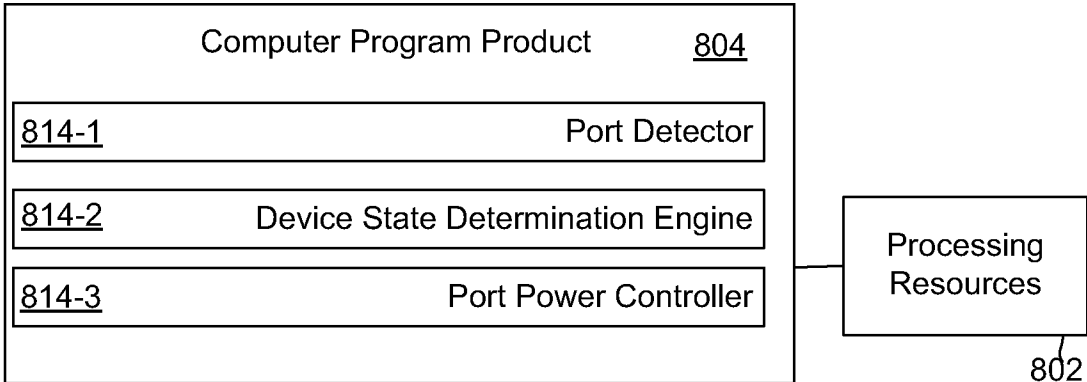 Computer Program Product 804
814-1 Port Detector
814-2 Device State Determination Engine
814-3 Port Power Controller
Processing
Resources
802